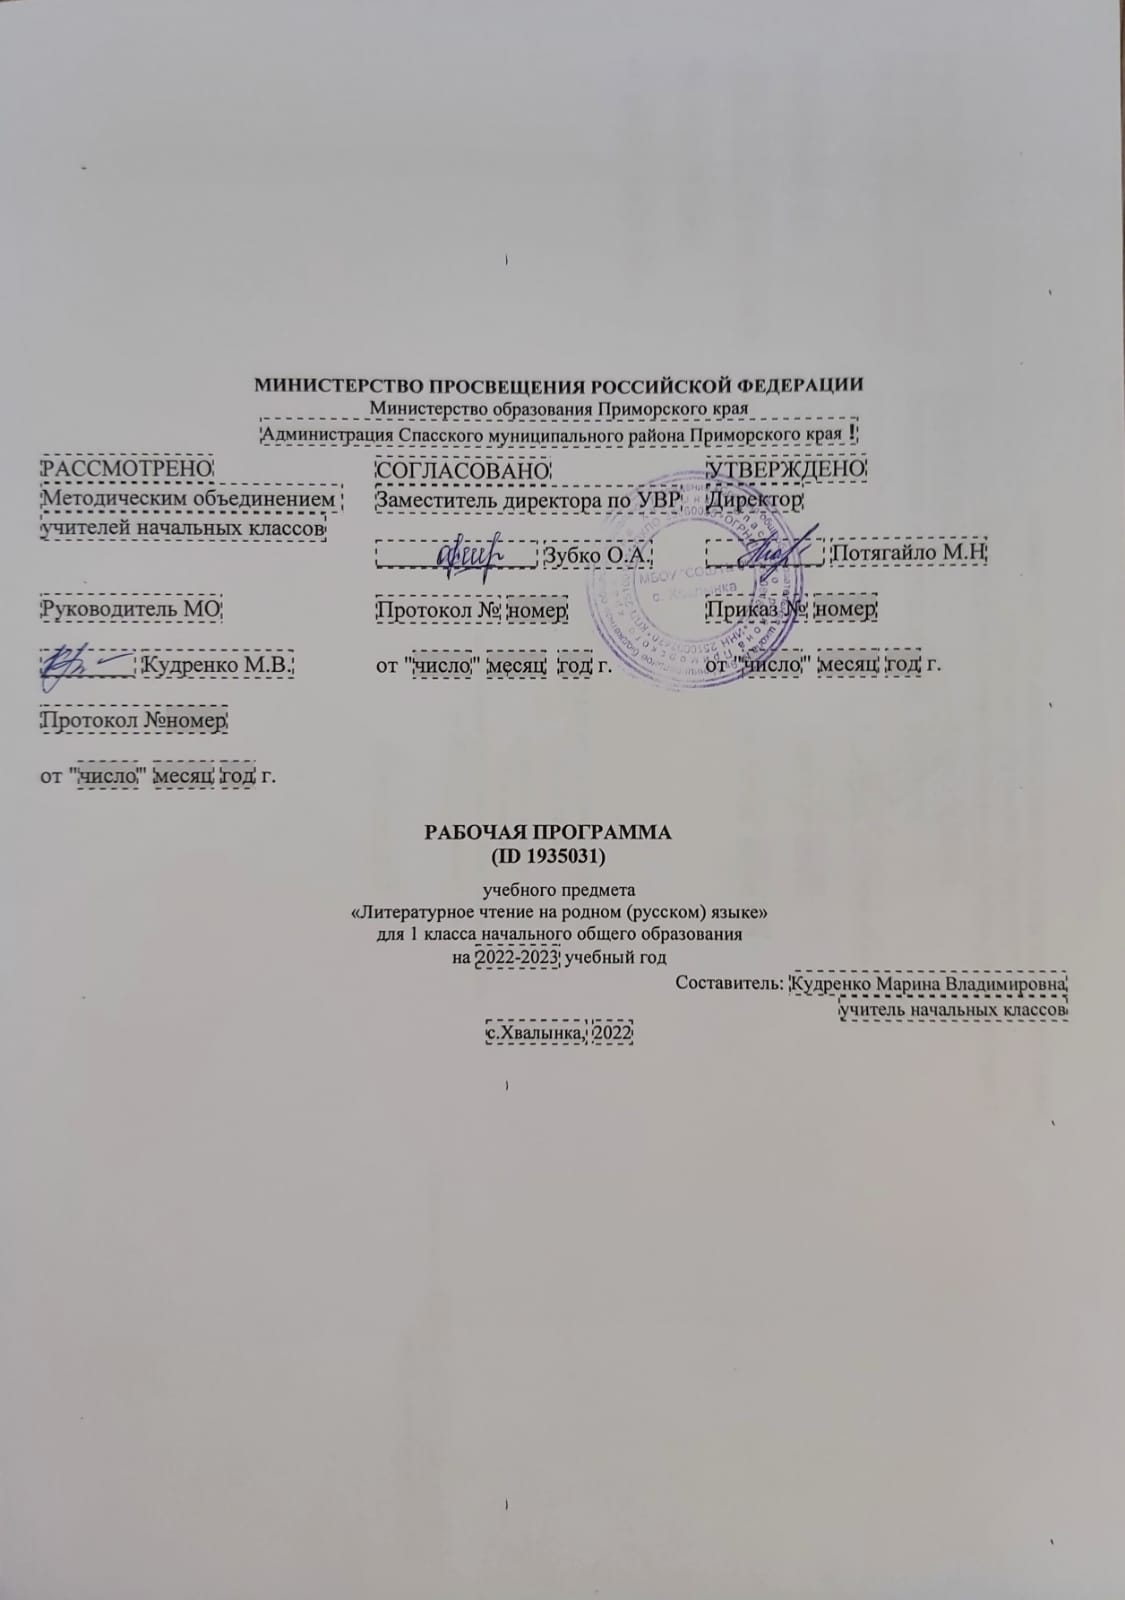 МИНИСТЕРСТВО ПРОСВЕЩЕНИЯ РОССИЙСКОЙ ФЕДЕРАЦИИ
Министерство образования Приморского края
Администрация Спасского муниципального района Приморского края
РАССМОТРЕНО
Методическим объединением
учителей начальных классов
Руководитель МО
Кудренко М.В.
Протокол №номер
от "число" месяц год г.
СОГЛАСОВАНО
Заместитель директора по УВР
Зубко О.А.
Протокол № номер
от "число" месяц год г.
УТВЕРЖДЕНО
Директор
Потягайло М.Н
Приказ № номер
от "число" месяц год г.
МБОУ "СОШ
с. Хвалынка
РАБОЧАЯ ПРОГРАММА
(ID 1935031)
учебного предмета
«Литературное чтение на родном (русском) языке»
для 1 класса начального общего образования
на 2022-2023 учебный год
Составитель: Кудренко Марина Владимировна
учитель начальных классов
с.Хвалынка, 2022